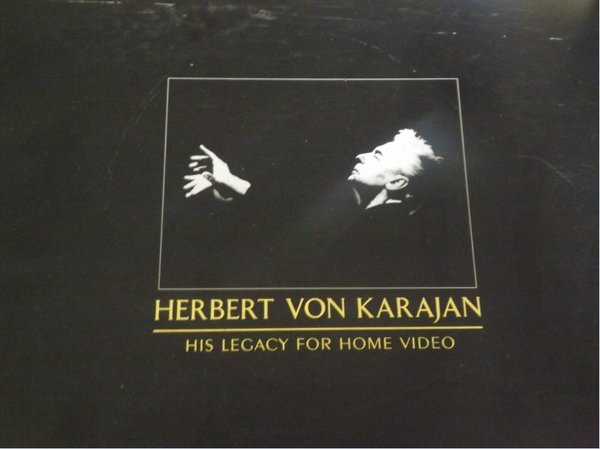 HERBERT VON KARAJAN
HIS LEGACY FOR HOME VIDEO